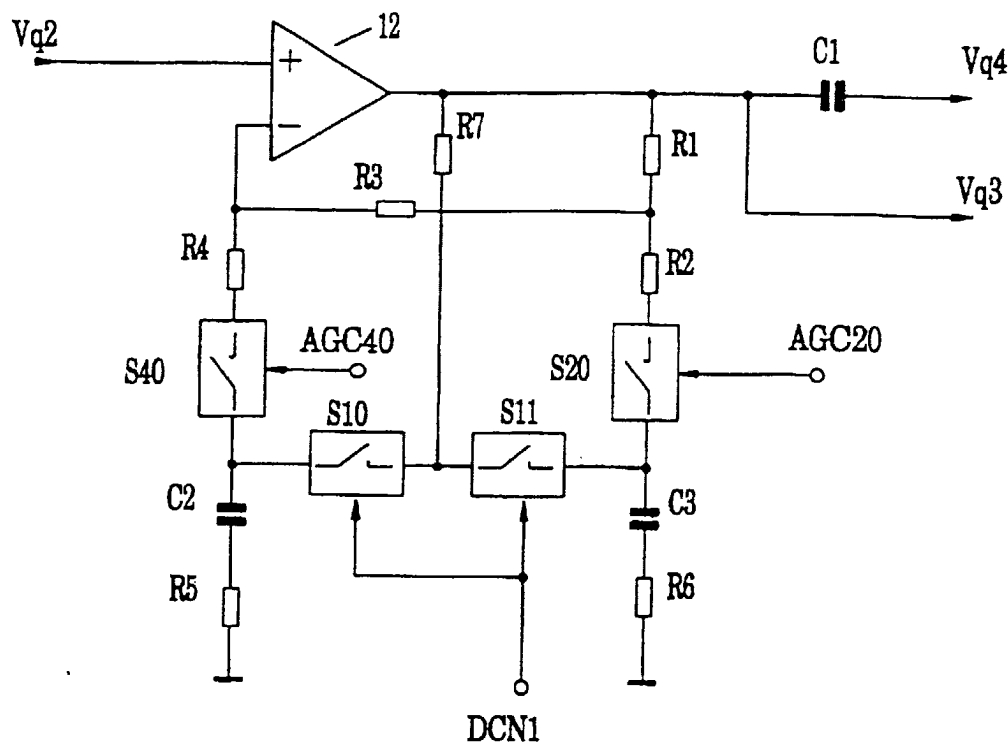 Vq2
12
+
−
C1
Vq4
R7
R1
R3
Vq3
R4
R2
AGC40
AGC20
S40
S20
S10
S11
C2
C3
R5
R6
DCN1